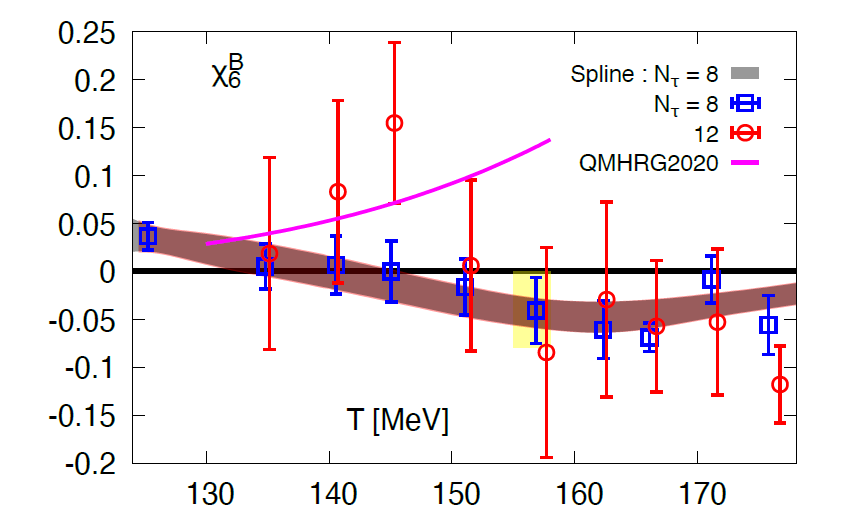 0.25
0.2
0.15
0.1
0.05
0
-0.05
-0.1
-0.15
-0.2
χ₆ᴮ
Spline : Nτ = 8
Nτ = 8
12
QMHRG2020
T [MeV]
130 140 150 160 170